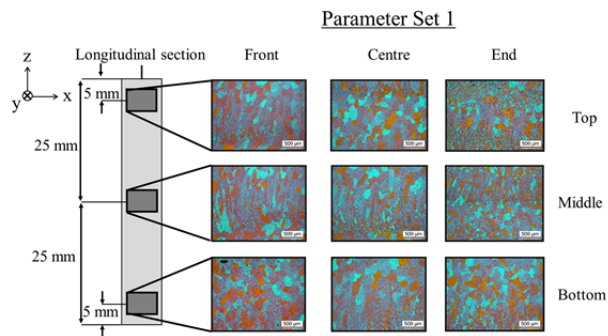 Parameter Set 1
Longitudinal section
Front
Centre
End
z
y
x
5 mm
25 mm
25 mm
5 mm
500 µm
500 µm
500 µm
Top
500 µm
500 µm
500 µm
Middle
500 µm
500 µm
500 µm
Bottom